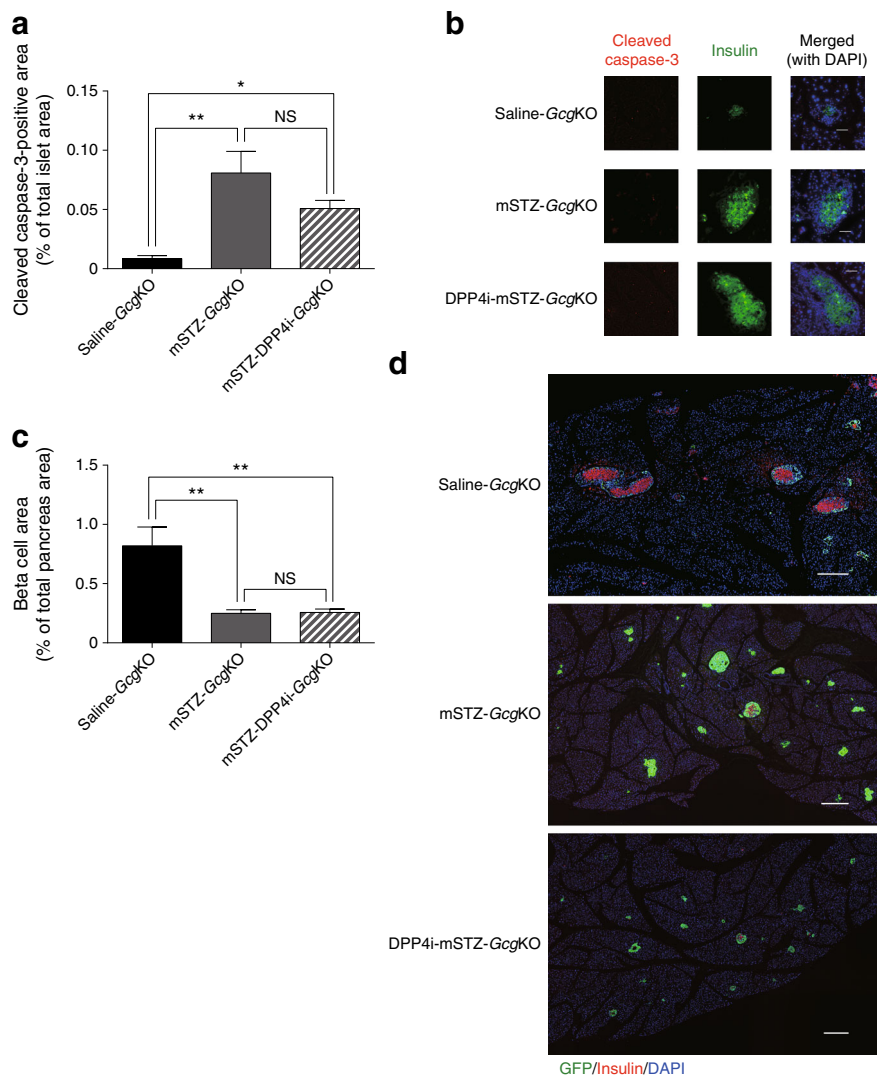 a
Cleaved caspase-3-positive area
(% of total islet area)
0.15
0.10
0.05
0
*
**
NS
Saline-GcgKO
mSTZ-GcgKO
mSTZ-DPP4i-GcgKO
b
Cleaved
caspase-3
Insulin
Merged
(with DAPI)
Saline-GcgKO
mSTZ-GcgKO
DPP4i-mSTZ-GcgKO
c
Beta cell area
(% of total pancreas area)
1.5
1.0
0.5
0
**
**
NS
Saline-GcgKO
mSTZ-GcgKO
mSTZ-DPP4i-GcgKO
d
Saline-GcgKO
mSTZ-GcgKO
DPP4i-mSTZ-GcgKO
GFP/Insulin/DAPI